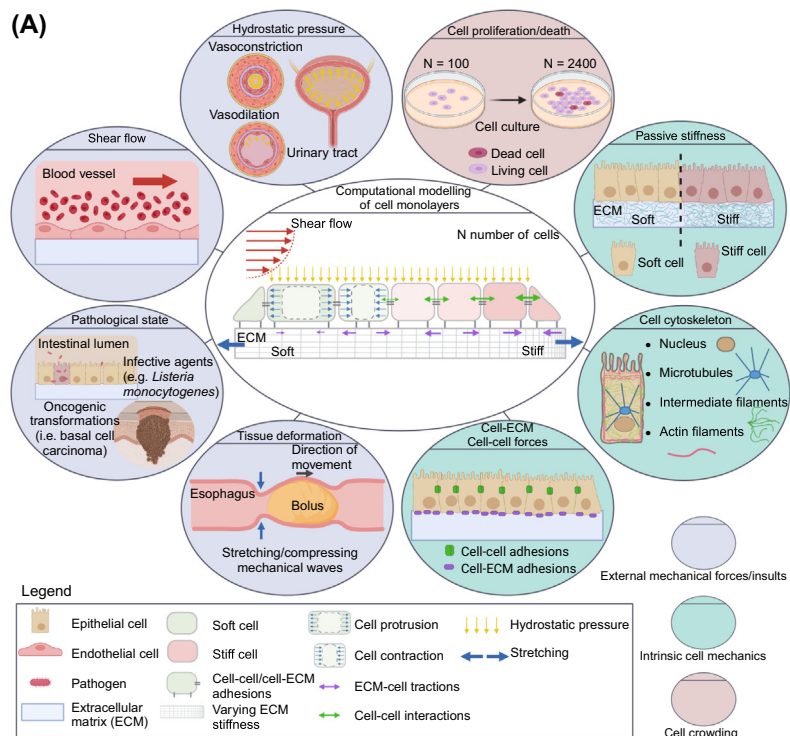 (A)
Hydrostatic pressure
Vasoconstriction
Vasodilation
Urinary tract
Cell proliferation/death
N = 100
N = 2400
Cell culture
Dead cell
Living cell
Shear flow
Blood vessel
Passive stiffness
ECM
Soft
Stiff
Soft cell
Stiff cell
Computational modelling
of cell monolayers
Shear flow
N number of cells
ECM
Soft
Stiff
Pathological state
Intestinal lumen
Infective agents
(e.g. Listeria
monocytogenes)
Oncogenic
transformations
(i.e. basal cell
carcinoma)
Cell cytoskeleton
• Nucleus
• Microtubules
• Intermediate filaments
• Actin filaments
Tissue deformation
Direction of
movement
Esophagus
Bolus
Stretching/compressing
mechanical waves
Cell-ECM
Cell-cell forces
Cell-cell adhesions
Cell-ECM adhesions
External mechanical forces/insults
Intrinsic cell mechanics
Cell crowding
Legend
Epithelial cell
Endothelial cell
Pathogen
Extracellular
matrix (ECM)
Soft cell
Stiff cell
Cell-cell/cell-ECM
adhesions
Varying ECM
stiffness
Cell protrusion
Cell contraction
ECM-cell tractions
Cell-cell interactions
Hydrostatic pressure
Stretching